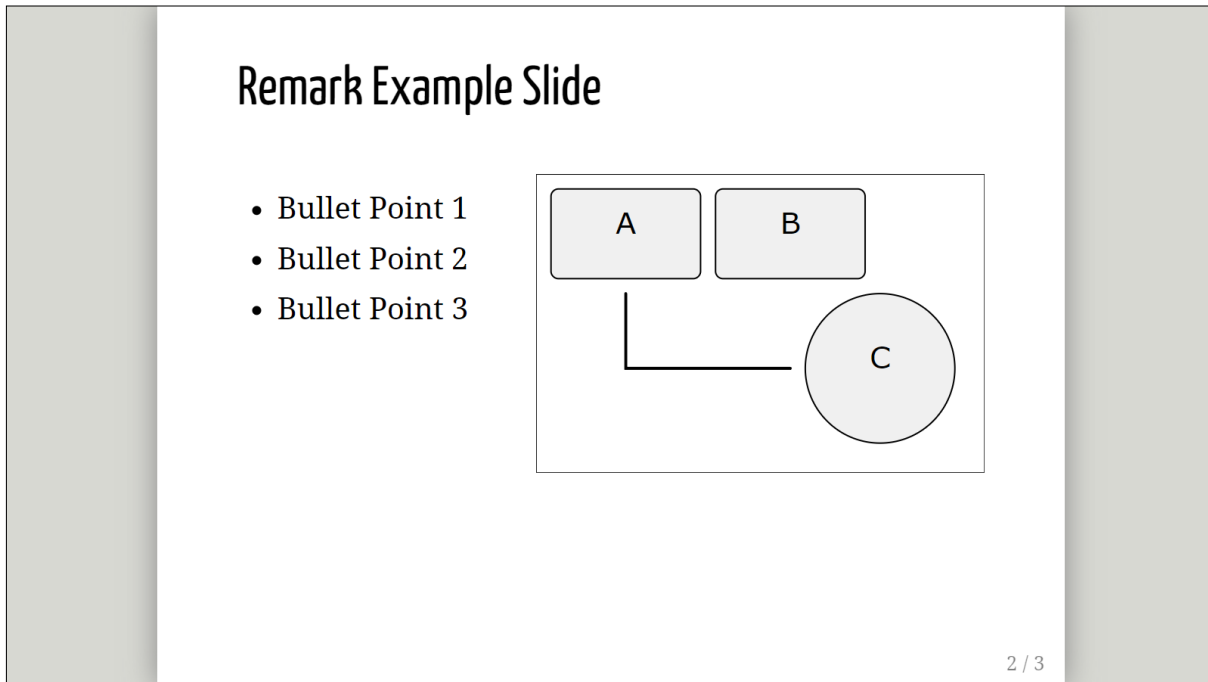 Remark Example Slide
• Bullet Point 1
• Bullet Point 2
• Bullet Point 3
A
B
C
2 / 3